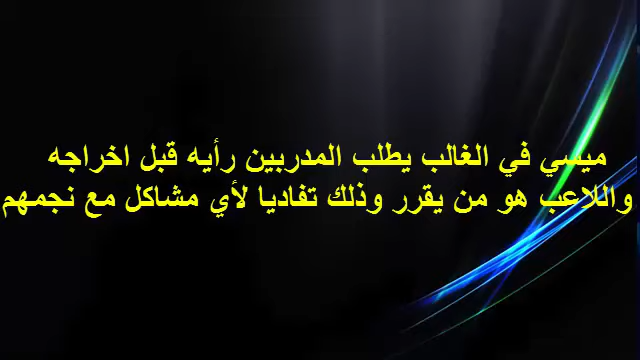 ميسي في الغالب يطلب المدربين رأيه قبل اخراجه
واللاعب هو من يقرر وذلك تفاديا لأي مشاكل مع نجمهم